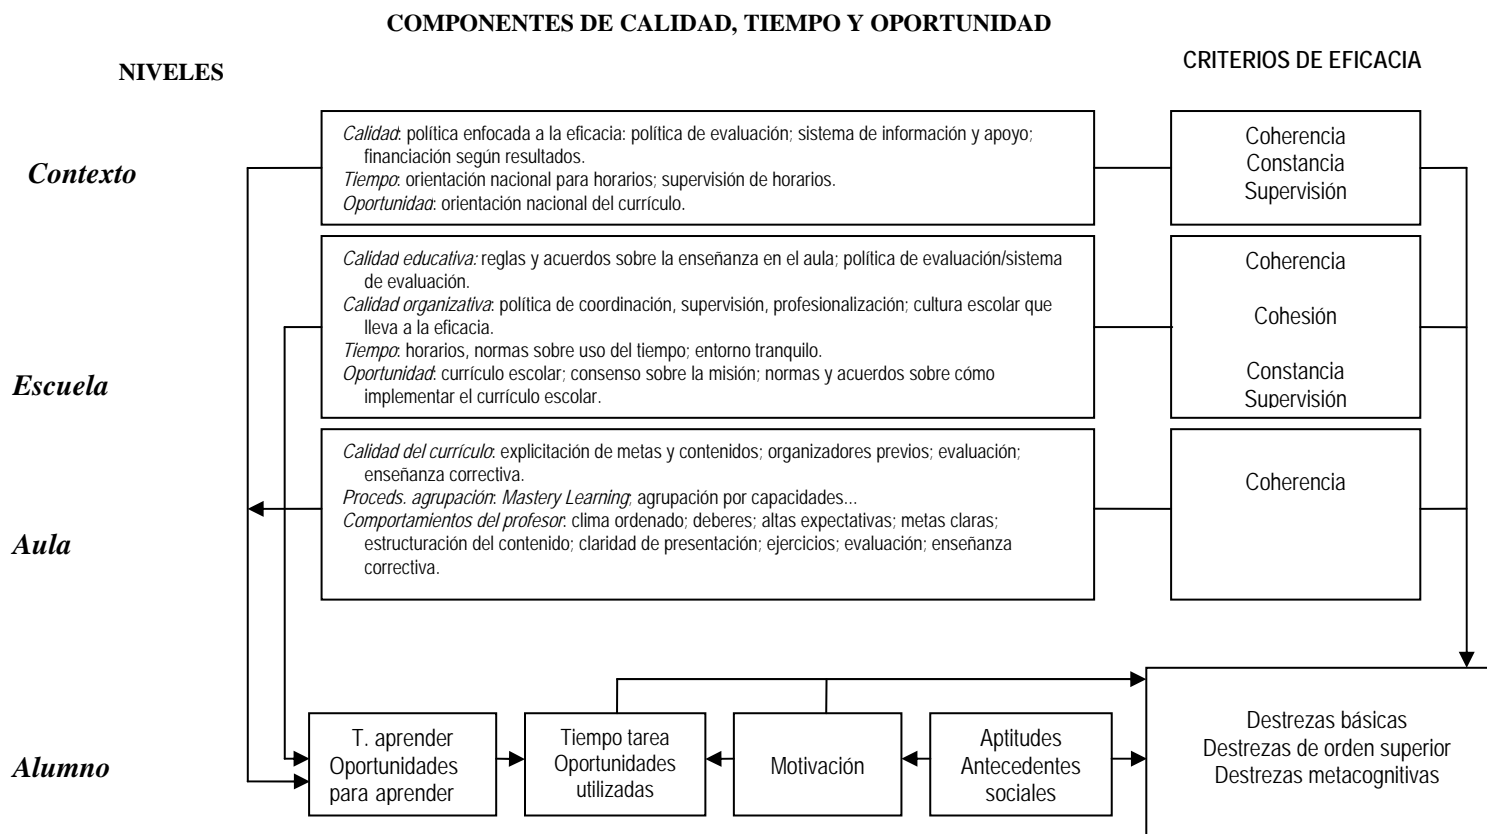 COMPONENTES DE CALIDAD, TIEMPO Y OPORTUNIDAD
NIVELES
CRITERIOS DE EFICACIA
Contexto
Calidad: política enfocada a la eficacia: política de evaluación; sistema de información y apoyo;
financiación según resultados.
Tiempo: orientación nacional para horarios; supervisión de horarios.
Oportunidad: orientación nacional del currículo.
Coherencia
Constancia
Supervisión
Escuela
Calidad educativa: reglas y acuerdos sobre la enseñanza en el aula; política de evaluación/sistema
de evaluación.
Calidad organizativa: política de coordinación, supervisión, profesionalización; cultura escolar que
lleva a la eficacia.
Tiempo: horarios, normas sobre uso del tiempo; entorno tranquilo.
Oportunidad: currículo escolar; consenso sobre la misión; normas y acuerdos sobre cómo
implementar el currículo escolar.
Coherencia
Cohesión
Constancia
Supervisión
Aula
Calidad del currículo: explicitación de metas y contenidos; organizadores previos; evaluación;
enseñanza correctiva.
Proceds. agrupación: Mastery Learning; agrupación por capacidades...
Comportamientos del profesor: clima ordenado; deberes; altas expectativas; metas claras;
estructuración del contenido; claridad de presentación; ejercicios; evaluación; enseñanza
correctiva.
Coherencia
Alumno
T. aprender
Oportunidades
para aprender
Tiempo tarea
Oportunidades
utilizadas
Motivación
Aptitudes
Antecedentes
sociales
Destrezas básicas
Destrezas de orden superior
Destrezas metacognitivas